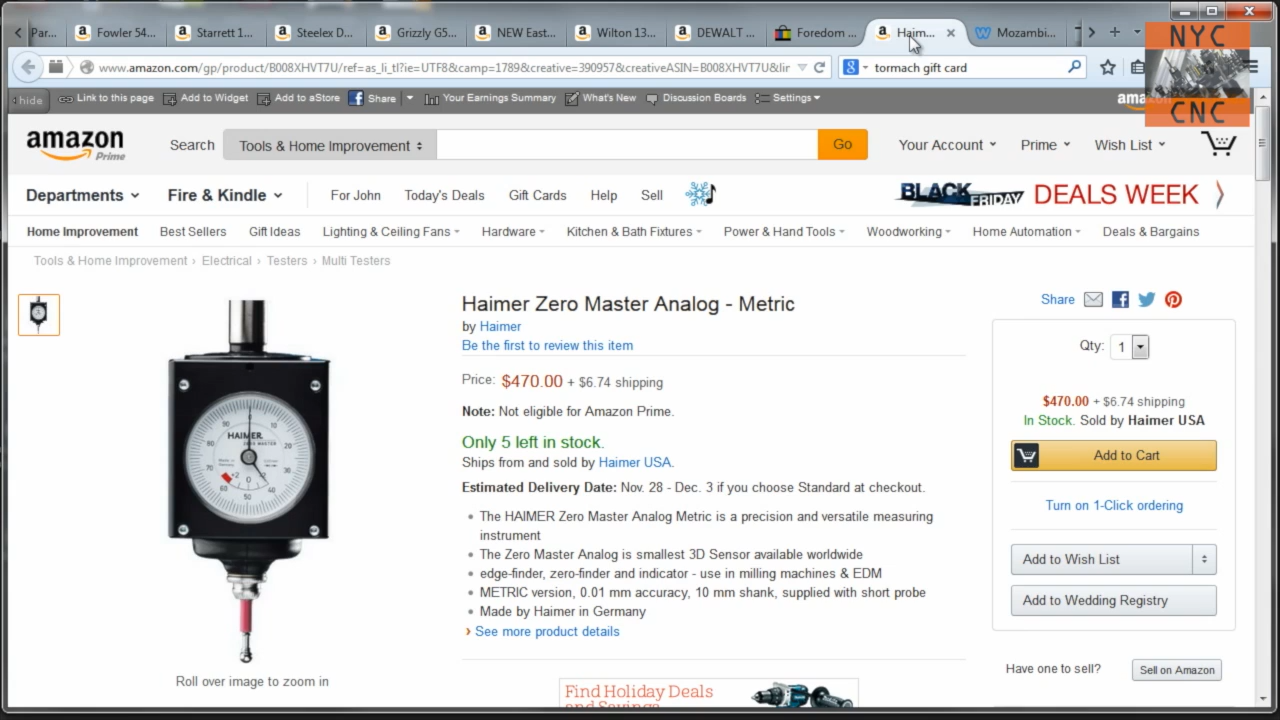 Par...
Fowler 54...
Starrett 1...
Steelex D...
Grizzly G5...
NEW East...
Wilton 13...
DEWALT ...
Foredom ...
Haim...
Mozambi...
NYC
CNC
www.amazon.com/gp/product/B008XHVT7U/ref=as_li_tl?ie=UTF8&camp=1789&creative=390957&creativeASIN=B008XHVT7U&lir
tormach gift card
hide
Link to this page
Add to Widget
Add to aStore
Share
Your Earnings Summary
What's New
Discussion Boards
Settings
amazon
Prime
Search
Tools & Home Improvement
Go
Your Account
Prime
Wish List
Departments
Fire & Kindle
For John
Today's Deals
Gift Cards
Help
Sell
BLACK FRIDAY DEALS WEEK
Home Improvement
Best Sellers
Gift Ideas
Lighting & Ceiling Fans
Hardware
Kitchen & Bath Fixtures
Power & Hand Tools
Woodworking
Home Automation
Deals & Bargains
Tools & Home Improvement › Electrical › Testers › Multi Testers
HAIMER
Roll over image to zoom in
Haimer Zero Master Analog - Metric
by Haimer
Be the first to review this item
Price: $470.00 + $6.74 shipping
Note: Not eligible for Amazon Prime.
Only 5 left in stock.
Ships from and sold by Haimer USA.
Estimated Delivery Date: Nov. 28 - Dec. 3 if you choose Standard at checkout.
The HAIMER Zero Master Analog Metric is a precision and versatile measuring
instrument
The Zero Master Analog is smallest 3D Sensor available worldwide
edge-finder, zero-finder and indicator - use in milling machines & EDM
METRIC version, 0.01 mm accuracy, 10 mm shank, supplied with short probe
Made by Haimer in Germany
› See more product details
Find Holiday Deals
and Savings
Share
Qty: 1
$470.00 + $6.74 shipping
In Stock. Sold by Haimer USA
Add to Cart
Turn on 1-Click ordering
Add to Wish List
Add to Wedding Registry
Have one to sell?
Sell on Amazon